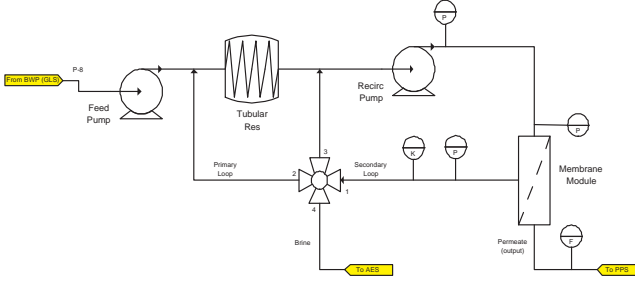 P
P-8
From BWP (GLS)
Feed
Pump
Tubular
Res
Recirc
Pump
P
K
P
Membrane
Module
Primary
Loop
Secondary
Loop
3
2
1
4
Brine
Permeate
(output)
F
To AES
To PPS